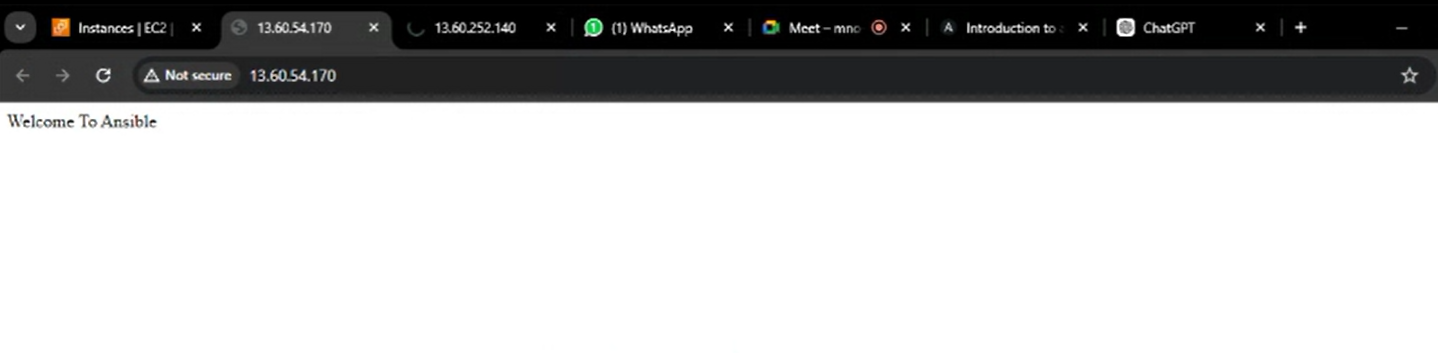 Instances | EC2 |
13.60.54.170
13.60.252.140
(1) WhatsApp
Meet – mno
Introduction to
ChatGPT
Not secure
13.60.54.170
Welcome To Ansible